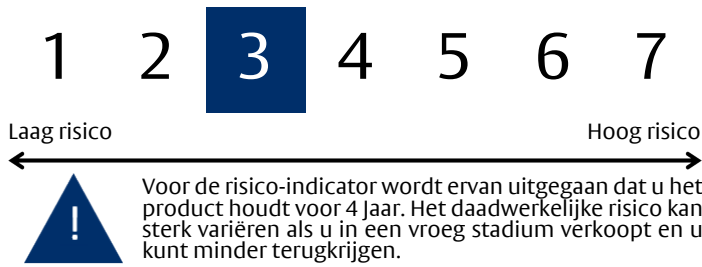 1 2 3 4 5 6 7
Laag risico Hoog risico
Voor de risico-indicator wordt ervan uitgegaan dat u het
product houdt voor 4 Jaar. Het daadwerkelijke risico kan
sterk variëren als u in een vroeg stadium verkoopt en u
kunt minder terugkrijgen.
!